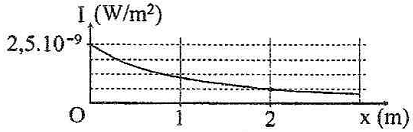 I (W/m²)
2,5.10⁻⁹
O 1 2 x (m)